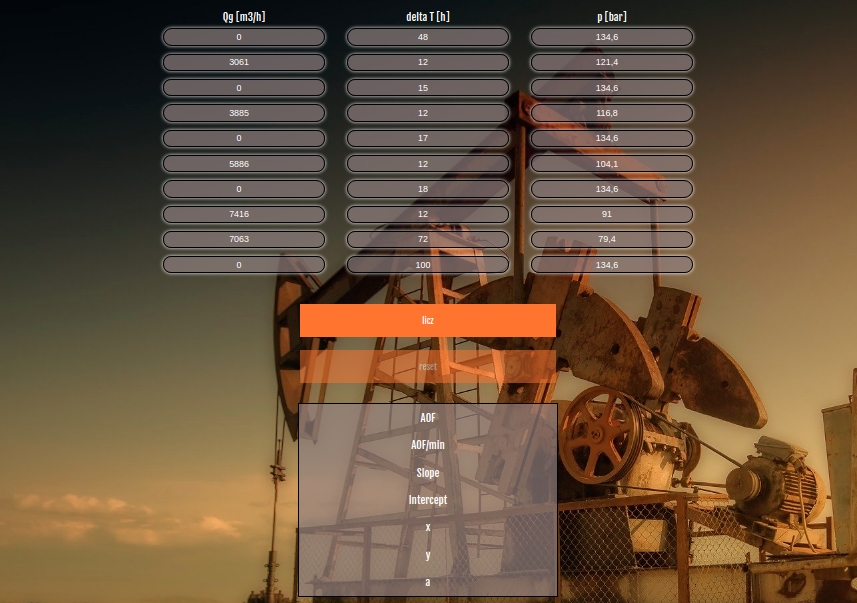 Qg [m3/h] delta T [h] p [bar]
0 48 134,6
3061 12 121,4
0 15 134,6
3885 12 116,8
0 17 134,6
5886 12 104,1
0 18 134,6
7416 12 91
7063 72 79,4
0 100 134,6
licz
reset
AOF
AOF/min
Slope
Intercept
x
y
a